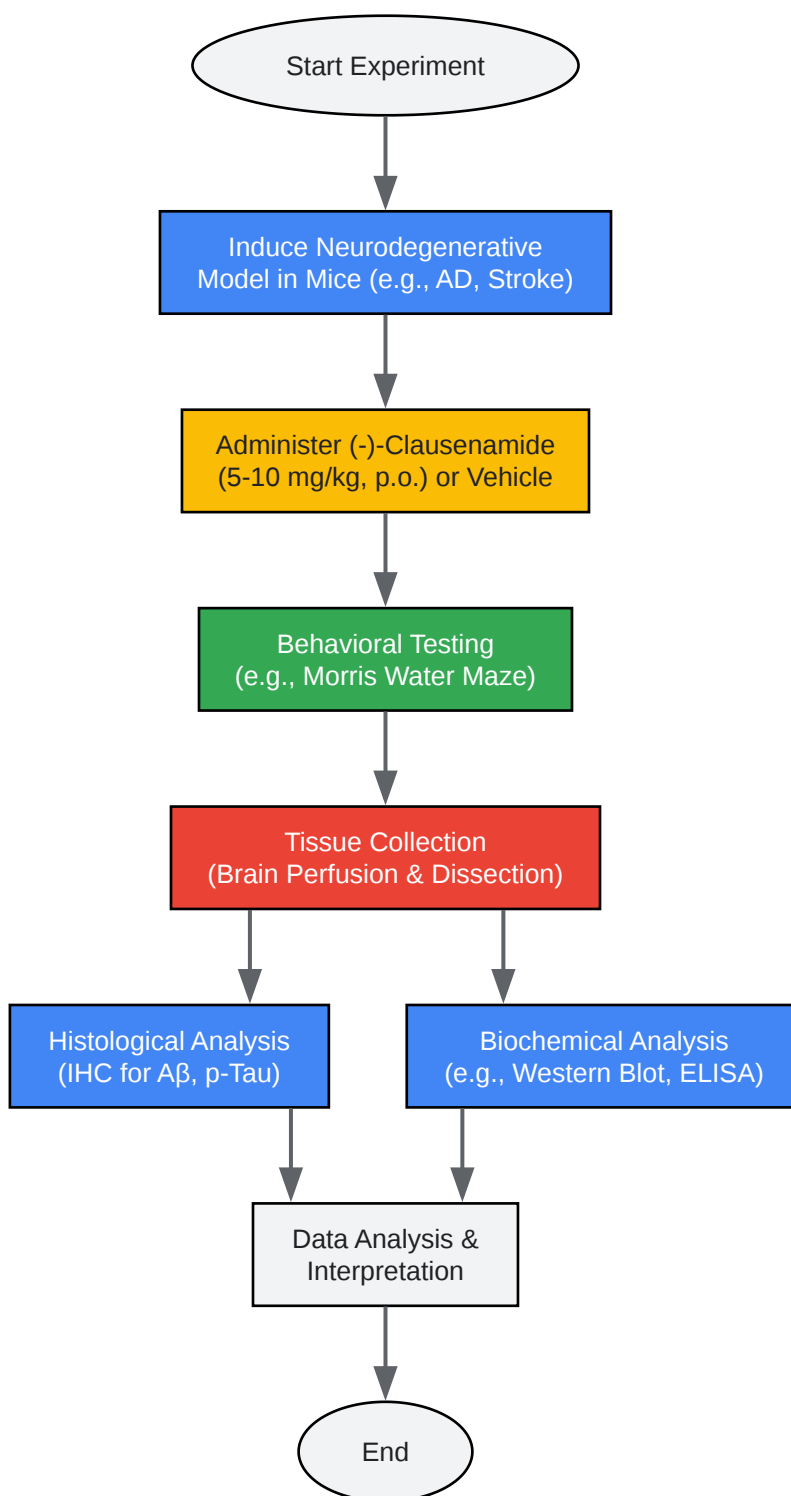 Start Experiment
Induce Neurodegenerative
Model in Mice (e.g., AD, Stroke)
Administer (-)-Clausenamide
(5-10 mg/kg, p.o.) or Vehicle
Behavioral Testing
(e.g., Morris Water Maze)
Tissue Collection
(Brain Perfusion & Dissection)
Histological Analysis
(IHC for Aβ, p-Tau)
Biochemical Analysis
(e.g., Western Blot, ELISA)
Data Analysis &
Interpretation
End